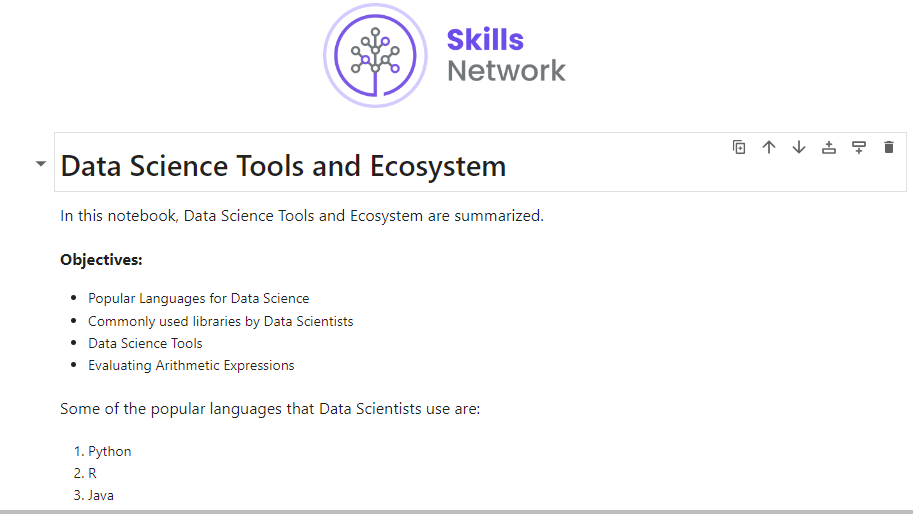 Skills
Network
Data Science Tools and Ecosystem
In this notebook, Data Science Tools and Ecosystem are summarized.
Objectives:
• Popular Languages for Data Science
• Commonly used libraries by Data Scientists
• Data Science Tools
• Evaluating Arithmetic Expressions
Some of the popular languages that Data Scientists use are:
1. Python
2. R
3. Java